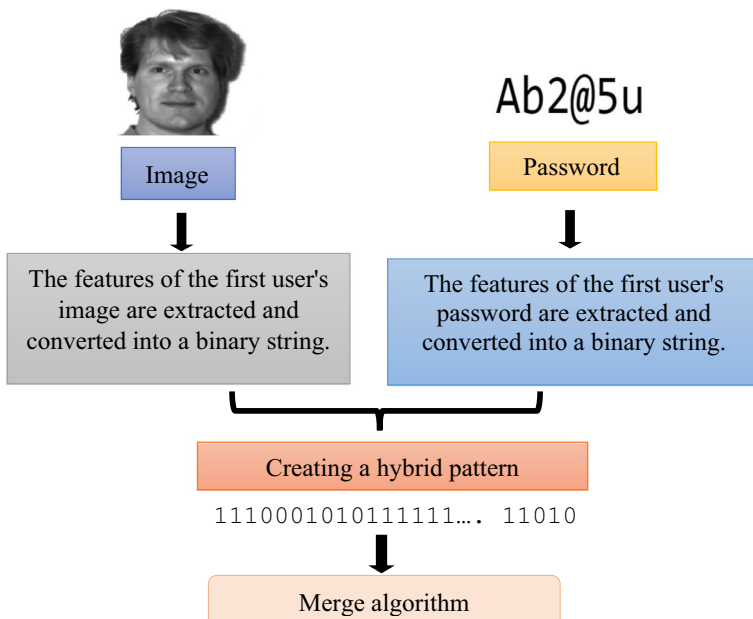 Ab2@5u
Image
Password
The features of the first user's
image are extracted and
converted into a binary string.
The features of the first user's
password are extracted and
converted into a binary string.
Creating a hybrid pattern
1110001010111111…. 11010
Merge algorithm